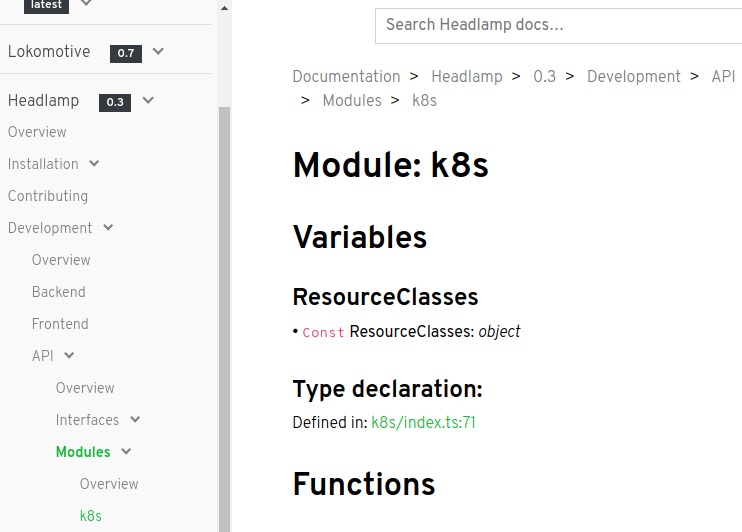 latest
Lokomotive 0.7
Headlamp 0.3
Overview
Installation
Contributing
Development
Overview
Backend
Frontend
API
Overview
Interfaces
Modules
Overview
k8s
Search Headlamp docs...
Documentation > Headlamp > 0.3 > Development > API
> Modules > k8s
Module: k8s
Variables
ResourceClasses
• Const ResourceClasses: object
Type declaration:
Defined in: k8s/index.ts:71
Functions